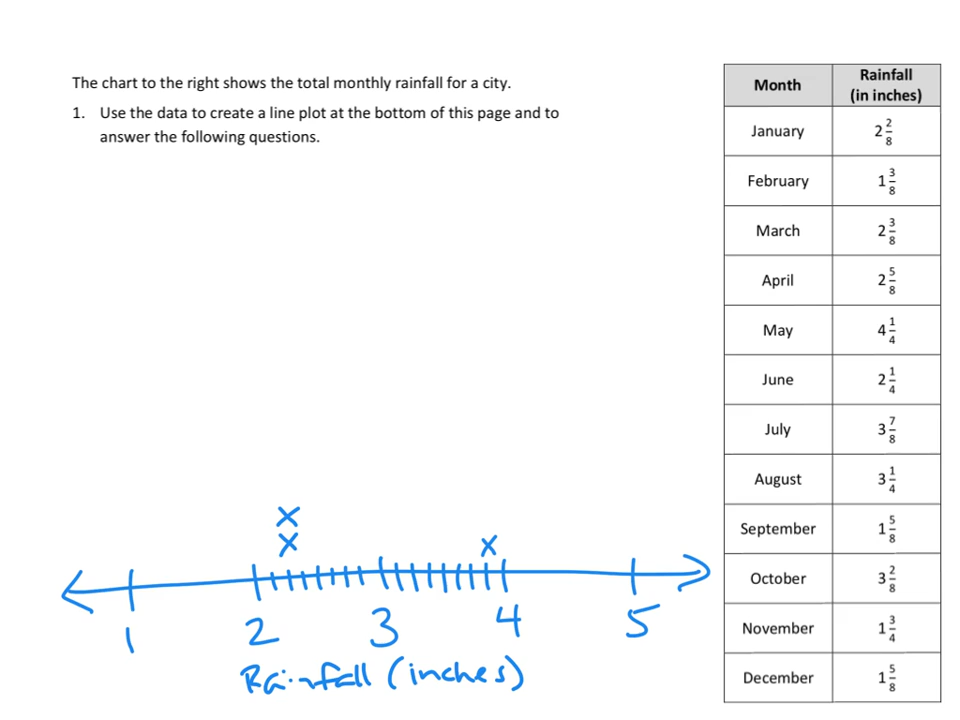 The chart to the right shows the total monthly rainfall for a city.
1. Use the data to create a line plot at the bottom of this page and to
answer the following questions.
Month Rainfall (in inches)
January 2 2/8
February 1 3/8
March 2 3/8
April 2 5/8
May 4 1/4
June 2 1/4
July 3 7/8
August 3 1/4
September 1 5/8
October 3 2/8
November 1 3/4
December 1 5/8
x
x x
1 2 3 4 5
Rainfall (inches)